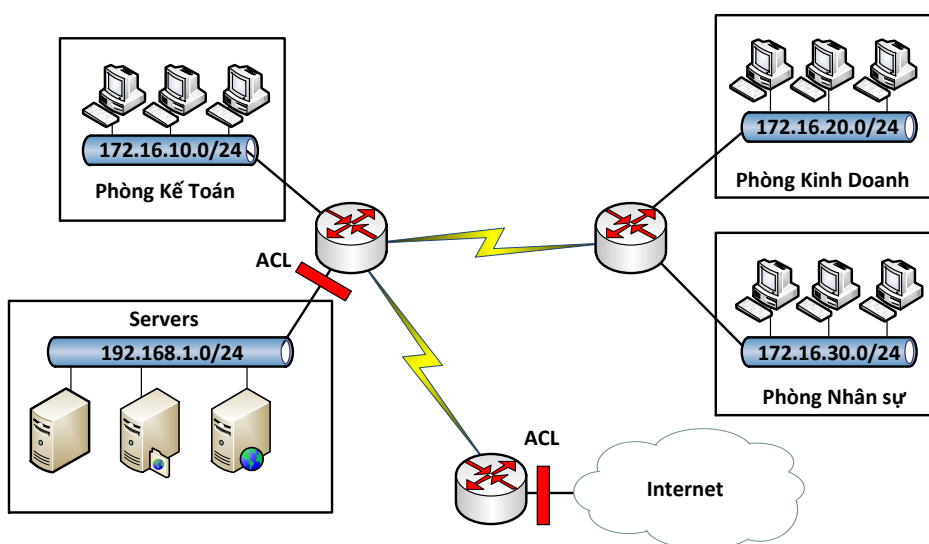 172.16.10.0/24
Phòng Kế Toán
172.16.20.0/24
Phòng Kinh Doanh
ACL
Servers
192.168.1.0/24
172.16.30.0/24
Phòng Nhân sự
ACL
Internet